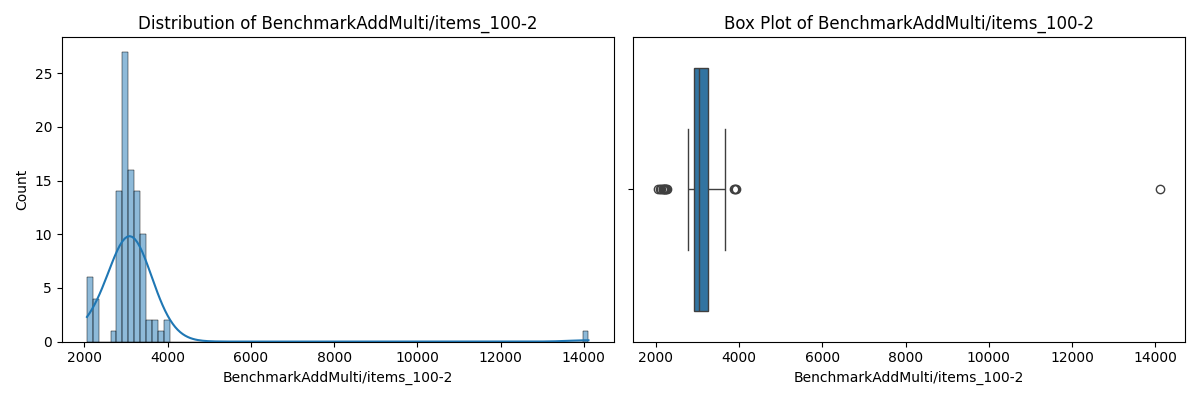 Distribution of BenchmarkAddMulti/items_100-2
Count
25
20
15
10
5
0
2000 4000 6000 8000 10000 12000 14000
BenchmarkAddMulti/items_100-2
Box Plot of BenchmarkAddMulti/items_100-2
2000 4000 6000 8000 10000 12000 14000
BenchmarkAddMulti/items_100-2